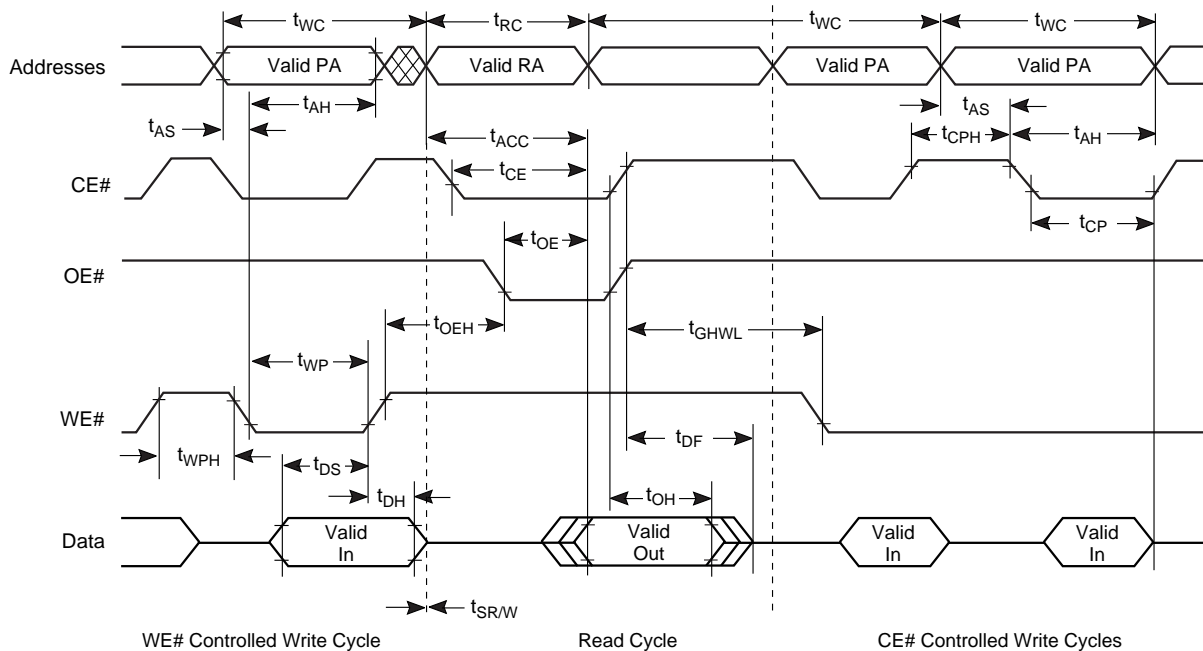 tWC tRC tWC tWC
Addresses Valid PA Valid RA Valid PA Valid PA
tAH tAS
tAS tACC tCPH tAH
CE# tCE
tCP
tOE
OE#
tOEH tGHWL
tWP
WE#
tWPH tDS tDF
tDH tOH
Data Valid In Valid Out Valid In Valid In
tSR/W
WE# Controlled Write Cycle Read Cycle CE# Controlled Write Cycles